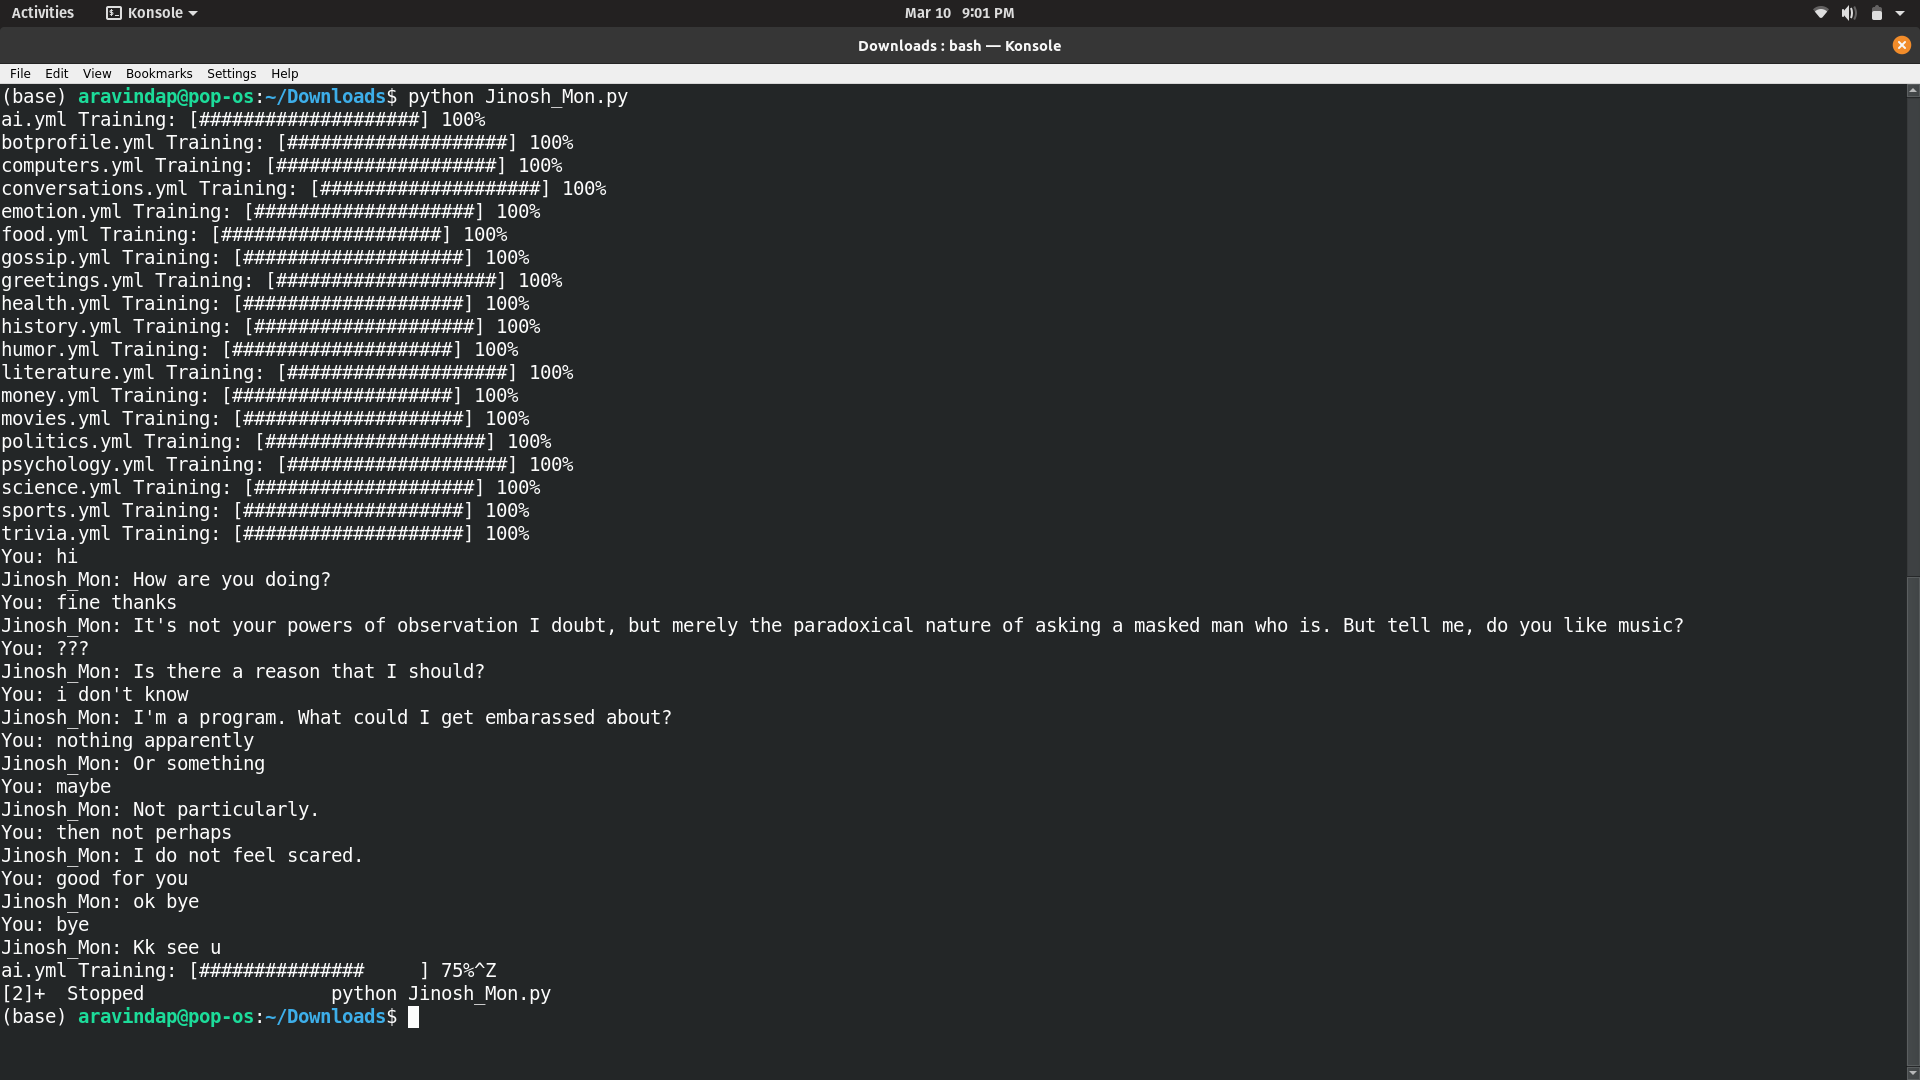 Activities Konsole Mar 10 9:01 PM
Downloads : bash — Konsole
File Edit View Bookmarks Settings Help
(base) aravindap@pop-os:~/Downloads$ python Jinosh_Mon.py
ai.yml Training: [####################] 100%
botprofile.yml Training: [####################] 100%
computers.yml Training: [####################] 100%
conversations.yml Training: [####################] 100%
emotion.yml Training: [####################] 100%
food.yml Training: [####################] 100%
gossip.yml Training: [####################] 100%
greetings.yml Training: [####################] 100%
health.yml Training: [####################] 100%
history.yml Training: [####################] 100%
humor.yml Training: [####################] 100%
literature.yml Training: [####################] 100%
money.yml Training: [####################] 100%
movies.yml Training: [####################] 100%
politics.yml Training: [####################] 100%
psychology.yml Training: [####################] 100%
science.yml Training: [####################] 100%
sports.yml Training: [####################] 100%
trivia.yml Training: [####################] 100%
You: hi
Jinosh_Mon: How are you doing?
You: fine thanks
Jinosh_Mon: It's not your powers of observation I doubt, but merely the paradoxical nature of asking a masked man who is. But tell me, do you like music?
You: ???
Jinosh_Mon: Is there a reason that I should?
You: i don't know
Jinosh_Mon: I'm a program. What could I get embarassed about?
You: nothing apparently
Jinosh_Mon: Or something
You: maybe
Jinosh_Mon: Not particularly.
You: then not perhaps
Jinosh_Mon: I do not feel scared.
You: good for you
Jinosh_Mon: ok bye
You: bye
Jinosh_Mon: Kk see u
ai.yml Training: [###############     ] 75%^Z
[2]+  Stopped                 python Jinosh_Mon.py
(base) aravindap@pop-os:~/Downloads$